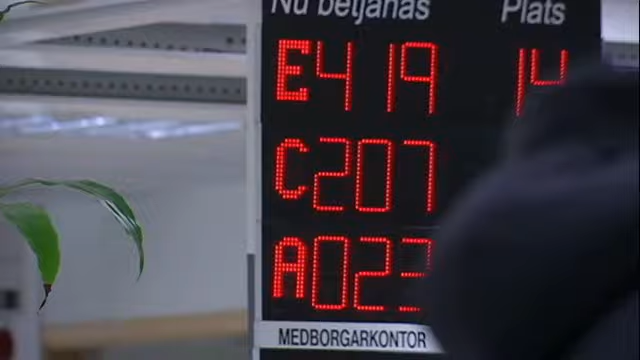 Nu betjänas Plats
E419 14
C207
A023
MEDBORGARKONTOR